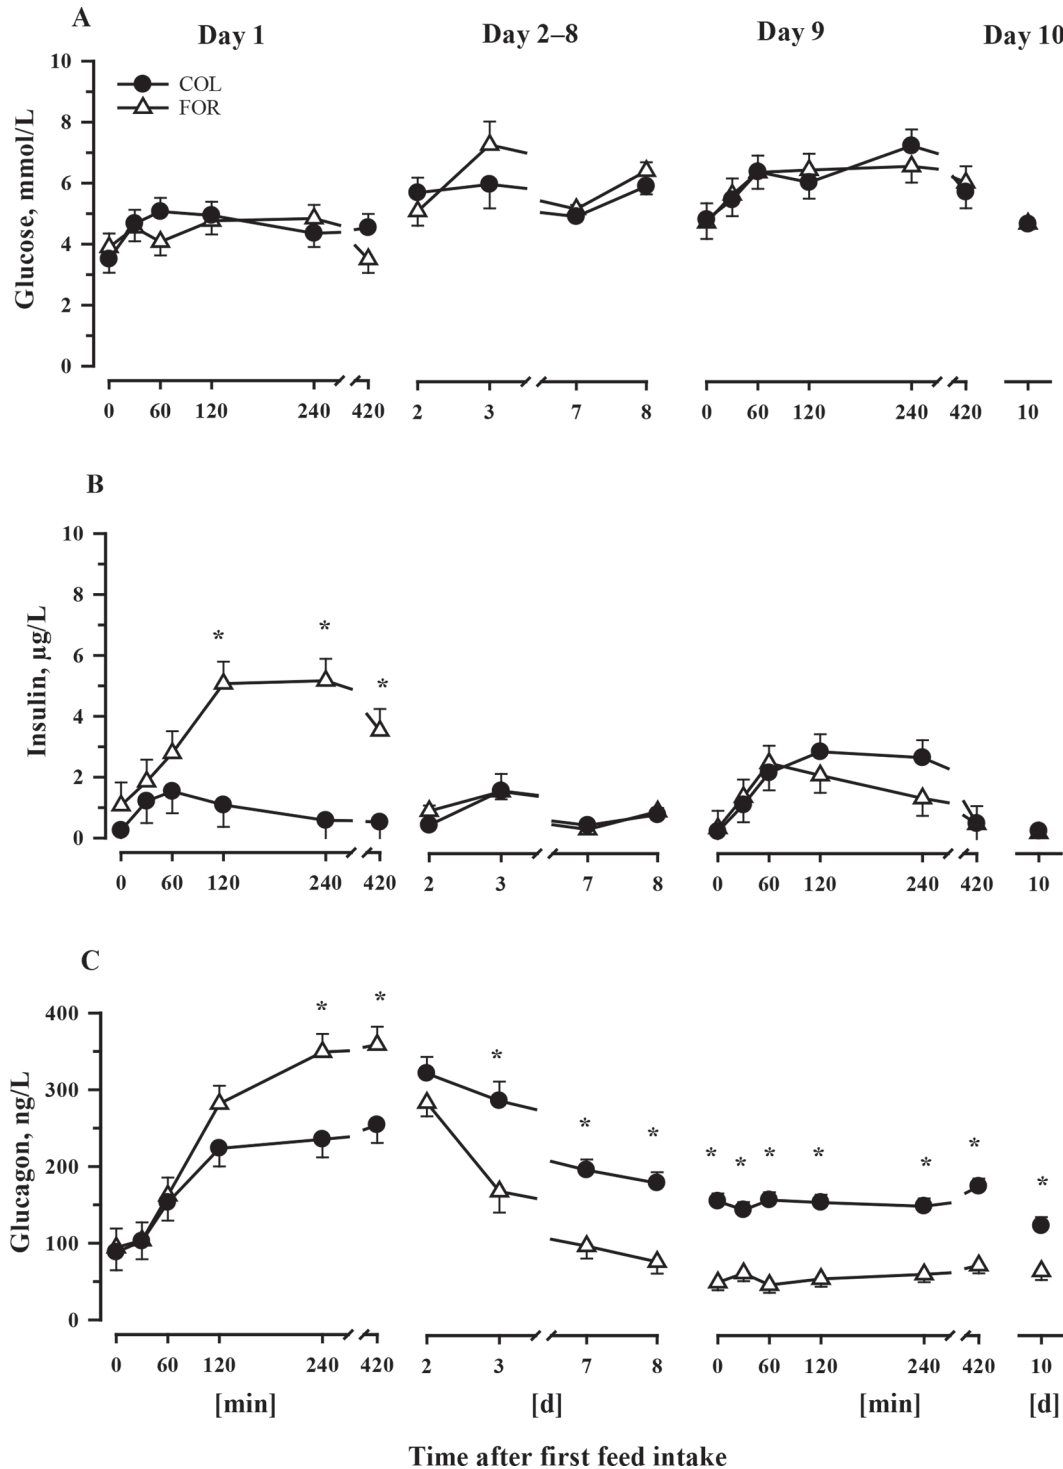 A
Day 1 Day 2–8 Day 9 Day 10
10
COL
FOR
8
6
4
2
0
Glucose, mmol/L
0 60 120 240 420 2 3 7 8 0 60 120 240 420 10
B
10
8
6
4
2
0
Insulin, µg/L
* * *
0 60 120 240 420 2 3 7 8 0 60 120 240 420 10
C
400
300
200
100
0
Glucagon, ng/L
* * * * * * * * * * * *
0 60 120 240 420 2 3 7 8 0 60 120 240 420 10
[min] [d] [min] [d]
Time after first feed intake